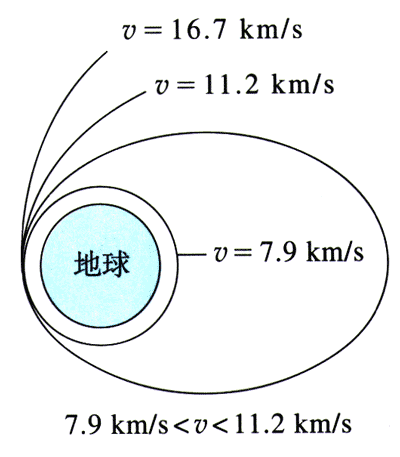 v = 16.7 km/s
v = 11.2 km/s
地球
v = 7.9 km/s
7.9 km/s<v<11.2 km/s